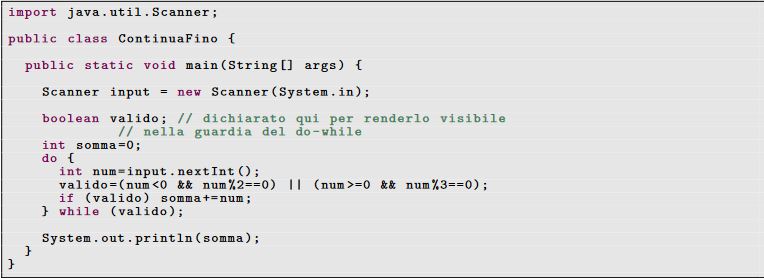 import java.util.Scanner;
public class ContinuaFino {
public static void main(String[] args) {
Scanner input = new Scanner(System.in);
boolean valido; // dichiarato qui per renderlo visibile
// nella guardia del do-while
int somma=0;
do {
int num=input.nextInt();
valido=(num<0 && num%2==0) || (num>=0 && num%3==0);
if (valido) somma+=num;
} while (valido);
System.out.println(somma);
}
}